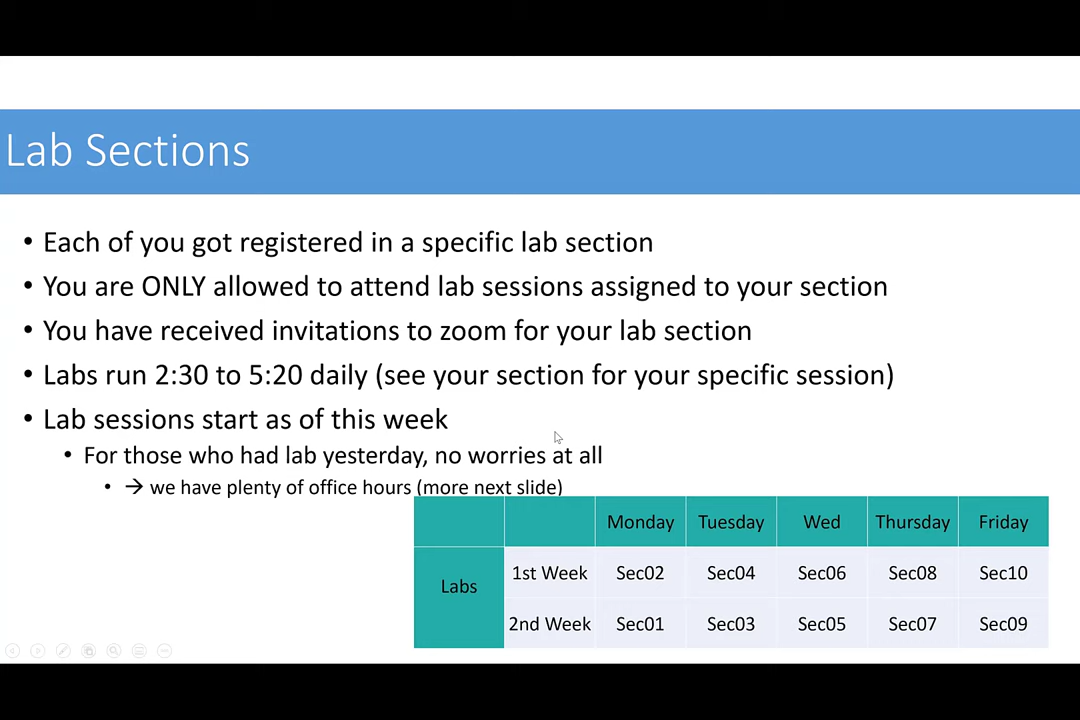 Lab Sections
• Each of you got registered in a specific lab section
• You are ONLY allowed to attend lab sessions assigned to your section
• You have received invitations to zoom for your lab section
• Labs run 2:30 to 5:20 daily (see your section for your specific session)
• Lab sessions start as of this week
• For those who had lab yesterday, no worries at all
• → we have plenty of office hours (more next slide)
Monday Tuesday Wed Thursday Friday
Labs 1st Week Sec02 Sec04 Sec06 Sec08 Sec10
2nd Week Sec01 Sec03 Sec05 Sec07 Sec09